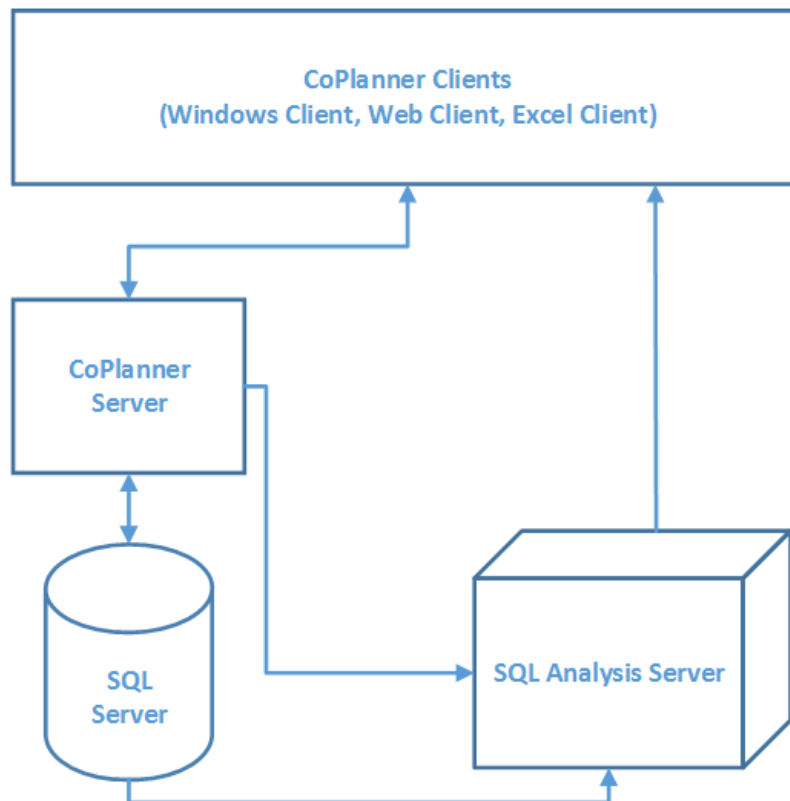 CoPlanner Clients
(Windows Client, Web Client, Excel Client)
CoPlanner
Server
SQL
Server
SQL Analysis Server